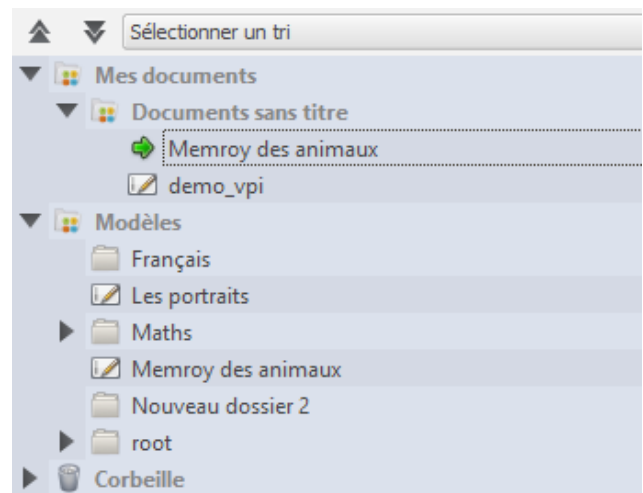 Sélectionner un tri
Mes documents
Documents sans titre
Memroy des animaux
demo_vpi
Modèles
Français
Les portraits
Maths
Memroy des animaux
Nouveau dossier 2
root
Corbeille